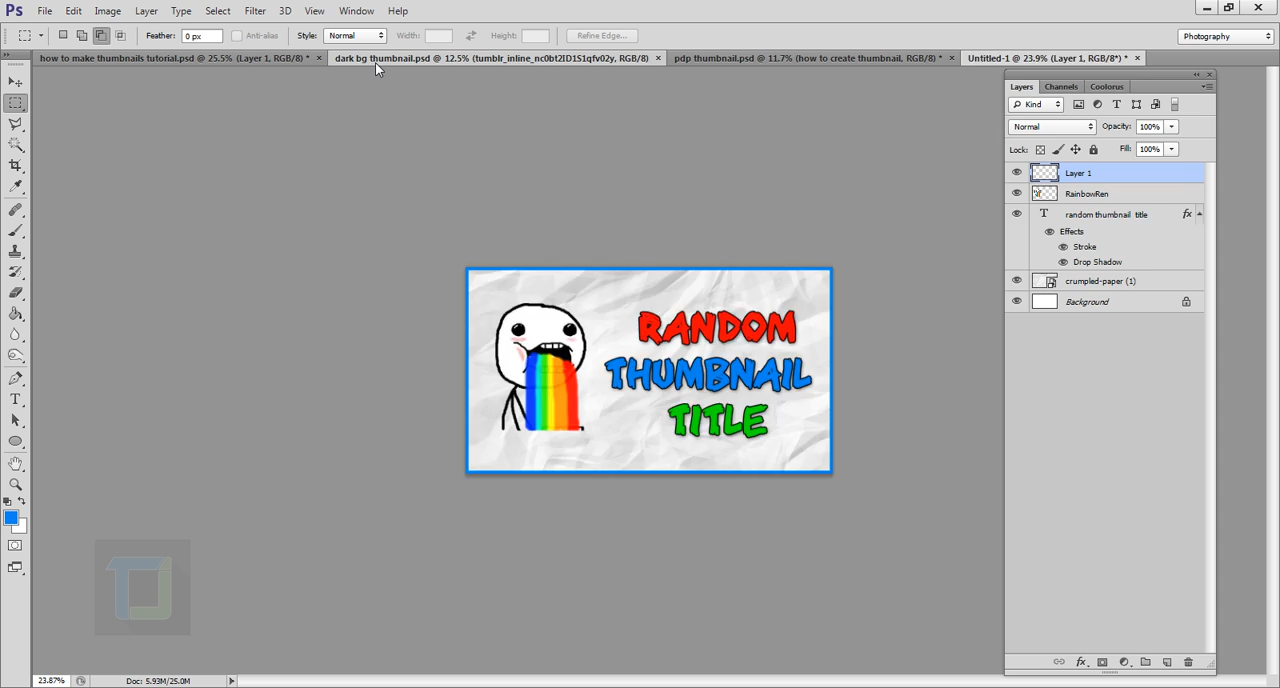 Ps File Edit Image Layer Type Select Filter 3D View Window Help
Feather: 0 px Anti-alias Style: Normal Width: Height: Refine Edge... Photography
how to make thumbnails tutorial.psd @ 25.5% (Layer 1, RGB/8) * × dark bg thumbnail.psd @ 12.5% (tumblr_inline_nc0bt2ID1S1qfv02y, RGB/8) × pdp thumbnail.psd @ 11.7% (how to create thumbnail, RGB/8) * × Untitled-1 @ 23.9% (Layer 1, RGB/8*) * ×
Layers Channels Coolorus
Kind T
Normal Opacity: 100%
Lock: Fill: 100%
Layer 1
RainbowRen
T random thumbnail title fx
Effects
Stroke
Drop Shadow
crumpled-paper (1)
Background
RANDOM
THUMBNAIL
TITLE
T
TJ
fx
23.87% Doc: 5.93M/25.0M